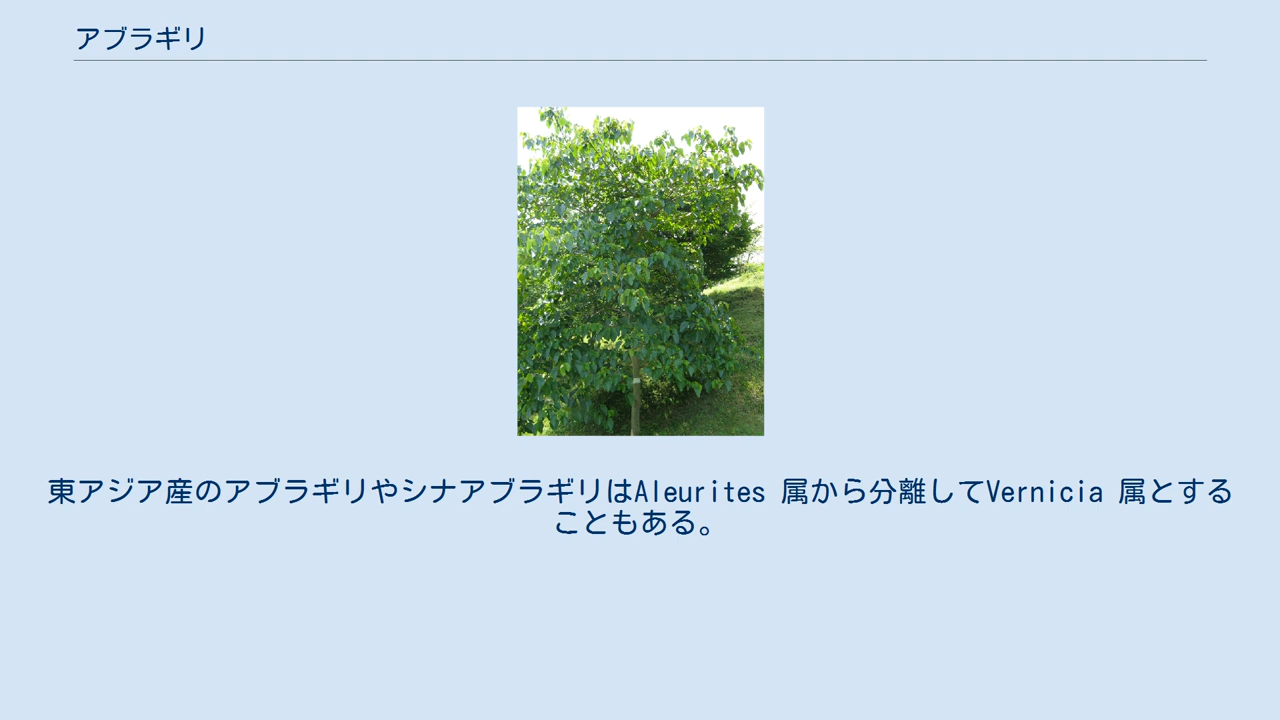 アブラギリ
東アジア産のアブラギリやシナアブラギリはAleurites 属から分離してVernicia 属とする
こともある。